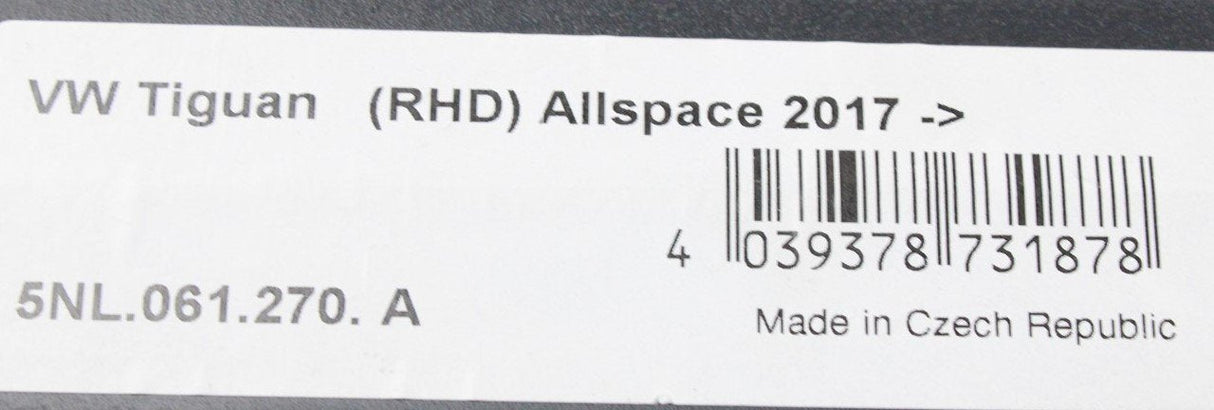 VW Tiguan (RHD) Allspace 2017 ->
4 039378 731878
5NL.061.270. A
Made in Czech Republic